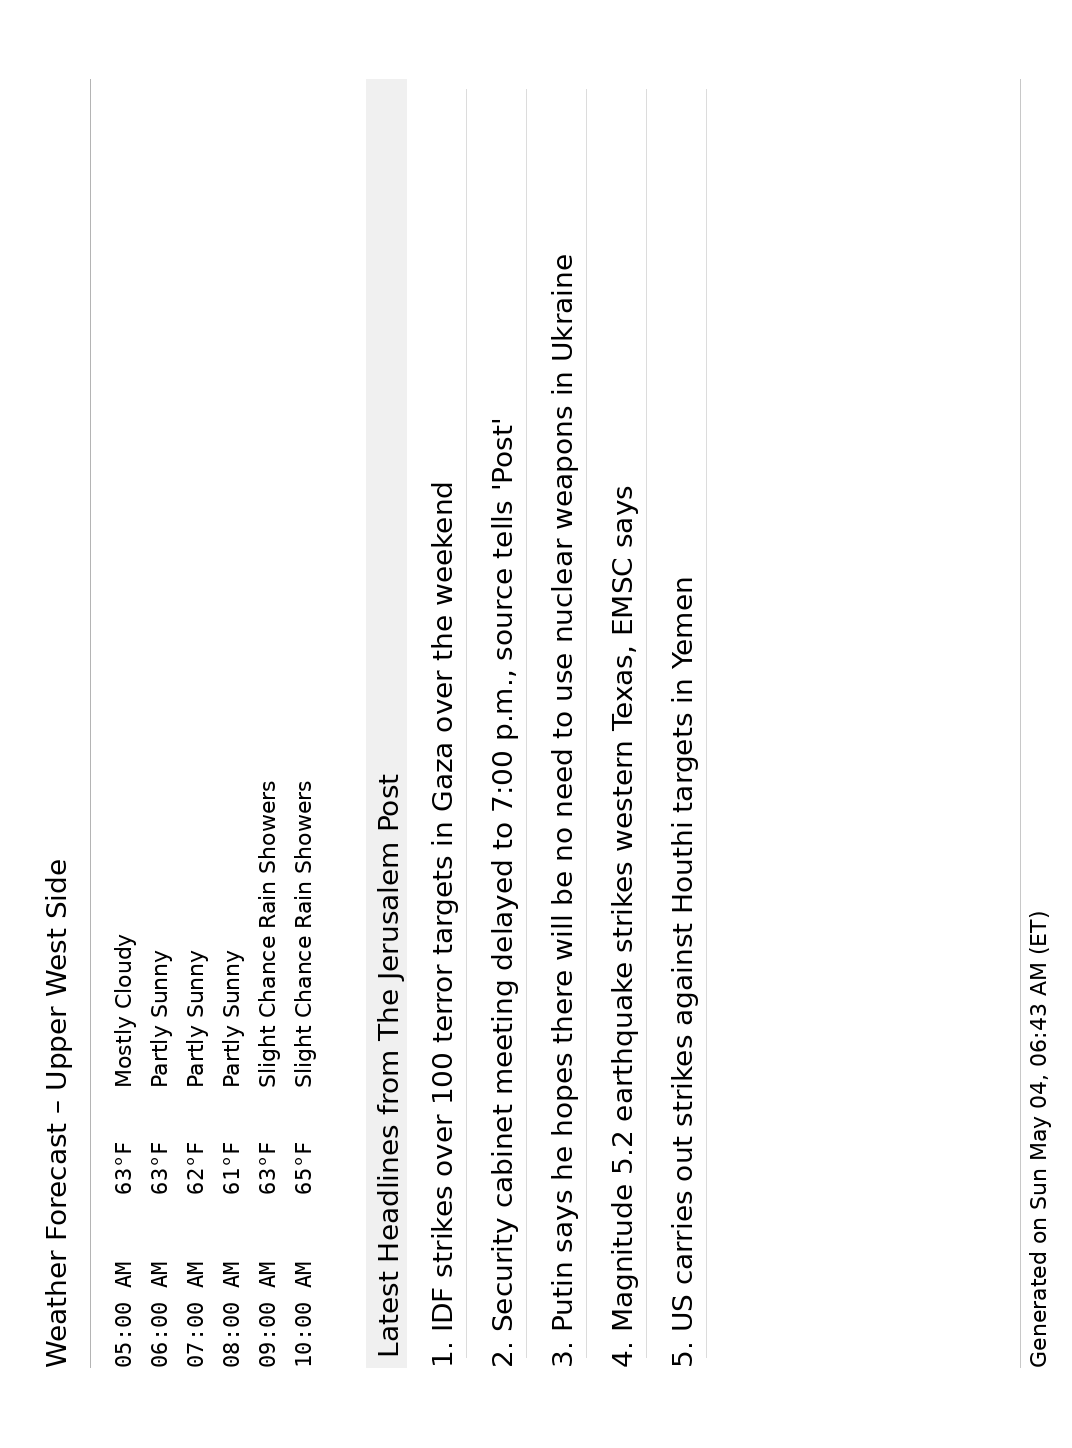 Weather Forecast – Upper West Side
05:00 AM 63°F Mostly Cloudy
06:00 AM 63°F Partly Sunny
07:00 AM 62°F Partly Sunny
08:00 AM 61°F Partly Sunny
09:00 AM 63°F Slight Chance Rain Showers
10:00 AM 65°F Slight Chance Rain Showers
Latest Headlines from The Jerusalem Post
1. IDF strikes over 100 terror targets in Gaza over the weekend
2. Security cabinet meeting delayed to 7:00 p.m., source tells 'Post'
3. Putin says he hopes there will be no need to use nuclear weapons in Ukraine
4. Magnitude 5.2 earthquake strikes western Texas, EMSC says
5. US carries out strikes against Houthi targets in Yemen
Generated on Sun May 04, 06:43 AM (ET)